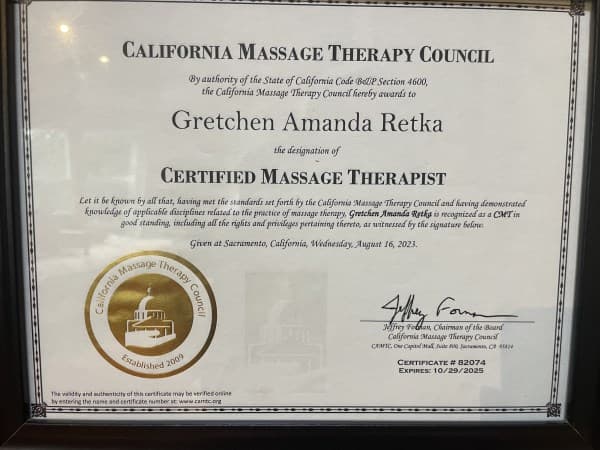 CALIFORNIA MASSAGE THERAPY COUNCIL
By authority of the State of California Code B&P Section 4600,
the California Massage Therapy Council hereby awards to
Gretchen Amanda Retka
the designation of
CERTIFIED MASSAGE THERAPIST
Let it be known by all that, having met the standards set forth by the California Massage Therapy Council and having demonstrated
knowledge of applicable disciplines related to the practice of massage therapy, Gretchen Amanda Retka is recognized as a CMT in
good standing, including all the rights and privileges pertaining thereto, as witnessed by the signature below.
Given at Sacramento, California, Wednesday, August 16, 2023.
California Massage Therapy Council
Established 2009
Jeffrey Forman, Chairman of the Board
California Massage Therapy Council
CAMTC, One Capitol Mall, Suite 800, Sacramento, CA 95814
CERTIFICATE # 82074
EXPIRES: 10/29/2025
The validity and authenticity of this certificate may be verified online
by entering the name and certificate number at: www.camtc.org